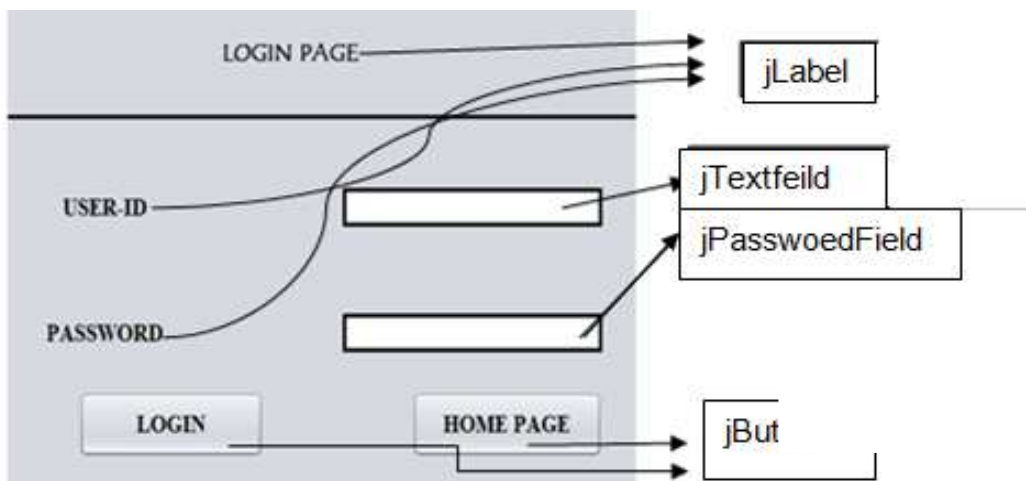 LOGIN PAGE
jLabel
USER-ID
jTextfeild
jPasswoedField
PASSWORD
LOGIN
HOME PAGE
jBut